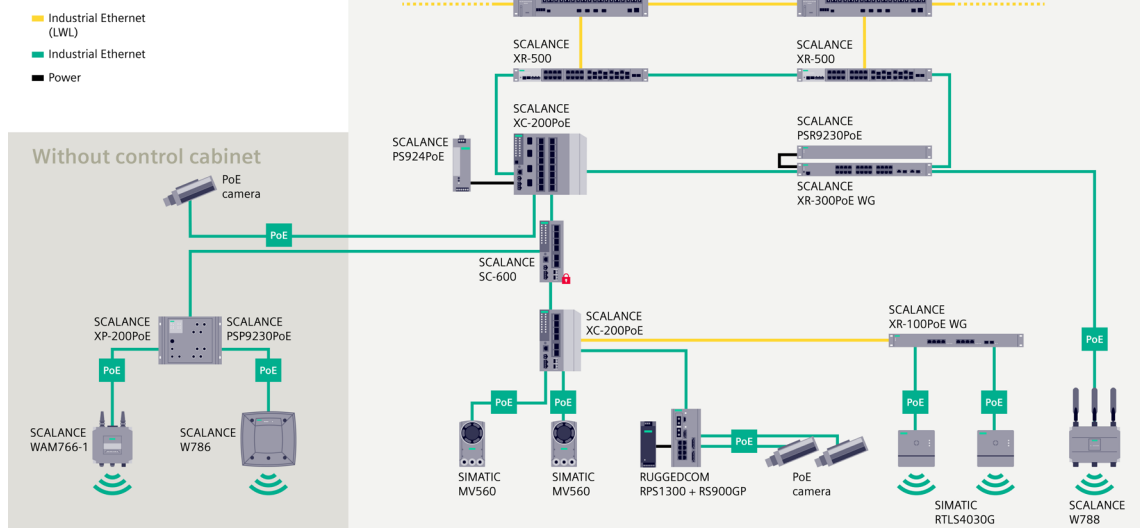 Industrial Ethernet
(LWL)
Industrial Ethernet
Power
SCALANCE
XR-500
SCALANCE
XR-500
SCALANCE
XC-200PoE
SCALANCE
PS924PoE
SCALANCE
PSR9230PoE
SCALANCE
XR-300PoE WG
Without control cabinet
PoE
camera
PoE
SCALANCE
SC-600
SCALANCE
XP-200PoE
SCALANCE
PSP9230PoE
SCALANCE
XC-200PoE
SCALANCE
XR-100PoE WG
PoE
PoE
PoE
PoE
PoE
PoE
PoE
PoE
SCALANCE
WAM766-1
SCALANCE
W786
SIMATIC
MV560
SIMATIC
MV560
RUGGEDCOM
RPS1300 + RS900GP
PoE
camera
SIMATIC
RTLS4030G
SCALANCE
W788